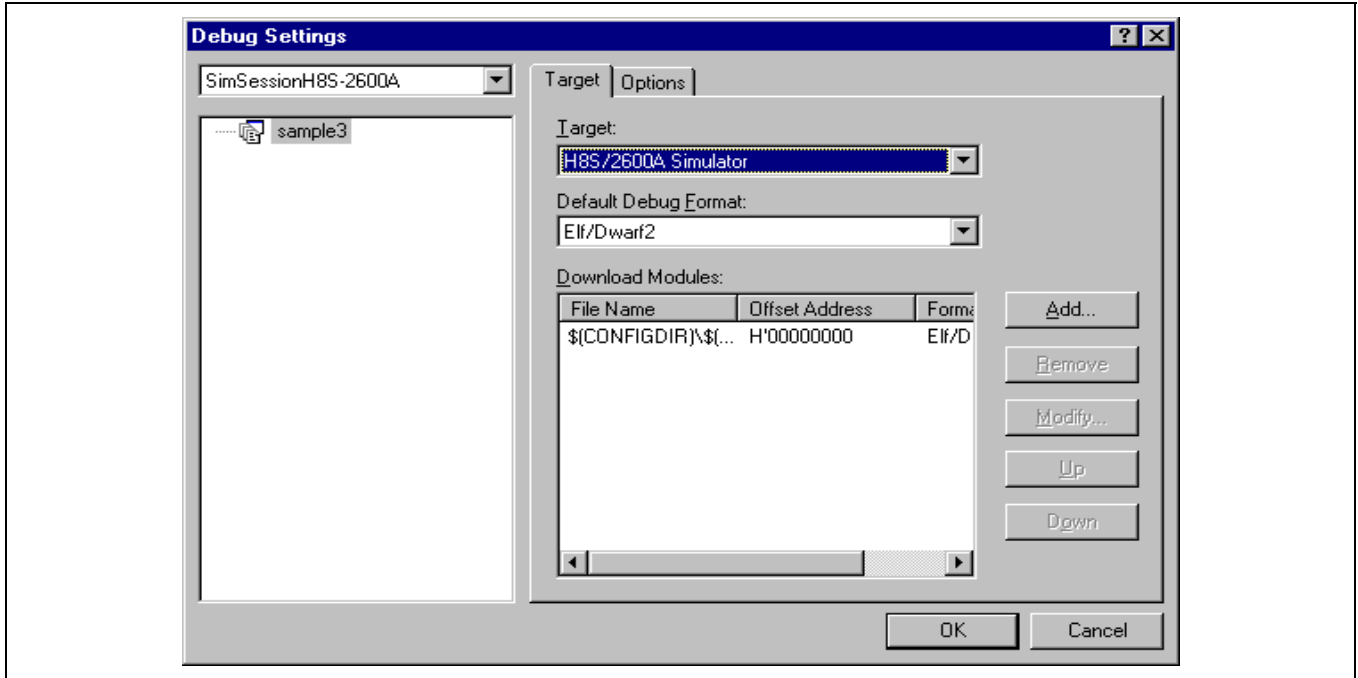 Debug Settings
SimSessionH8S-2600A
sample3
Target Options
Target:
H8S/2600A Simulator
Default Debug Format:
Elf/Dwarf2
Download Modules:
File Name Offset Address Forma
$(CONFIGDIR)\$(... H'00000000 Elf/D
Add...
Remove
Modify...
Up
Down
OK Cancel